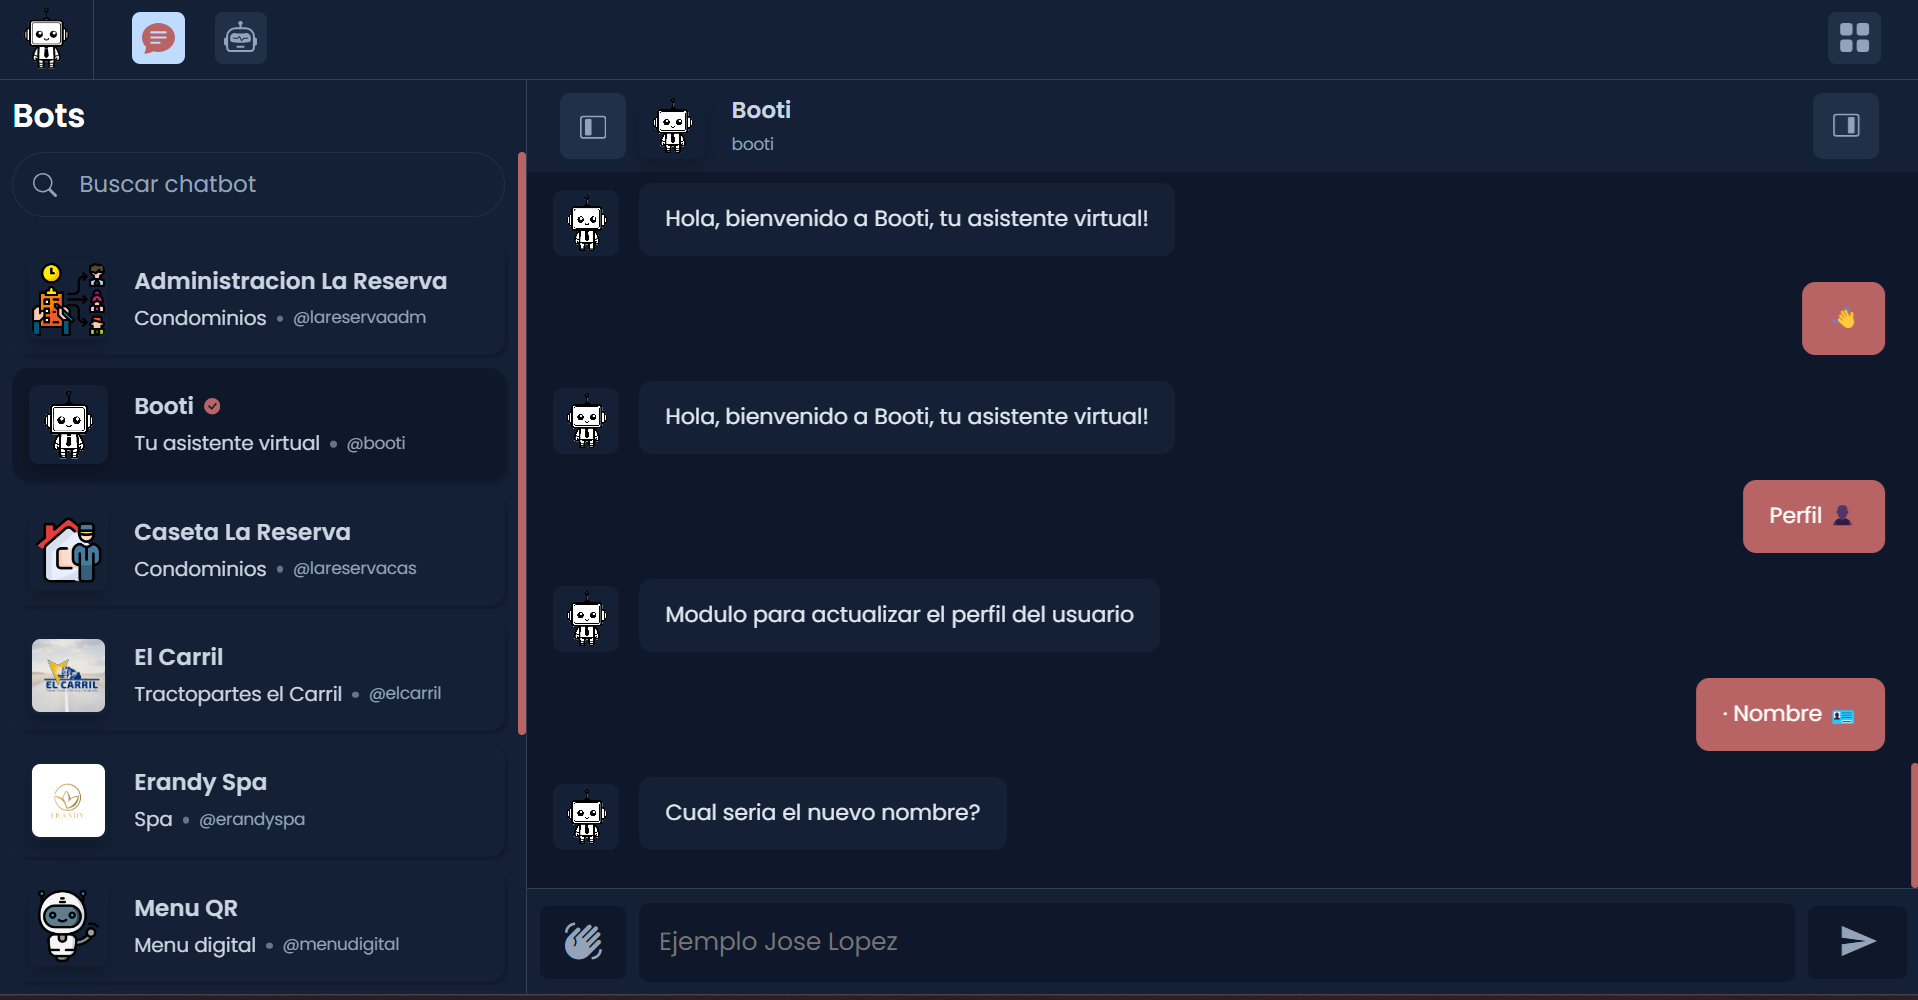 Bots
Buscar chatbot
Administracion La Reserva
Condominios • @lareservaadm
Booti
Tu asistente virtual • @booti
Caseta La Reserva
Condominios • @lareservacas
EL CARRIL
El Carril
Tractopartes el Carril • @elcarril
ERANDY
Erandy Spa
Spa • @erandyspa
Menu QR
Menu digital • @menudigital
Booti
booti
Hola, bienvenido a Booti, tu asistente virtual!
👋
Hola, bienvenido a Booti, tu asistente virtual!
Perfil 👤
Modulo para actualizar el perfil del usuario
· Nombre 🪪
Cual seria el nuevo nombre?
Ejemplo Jose Lopez